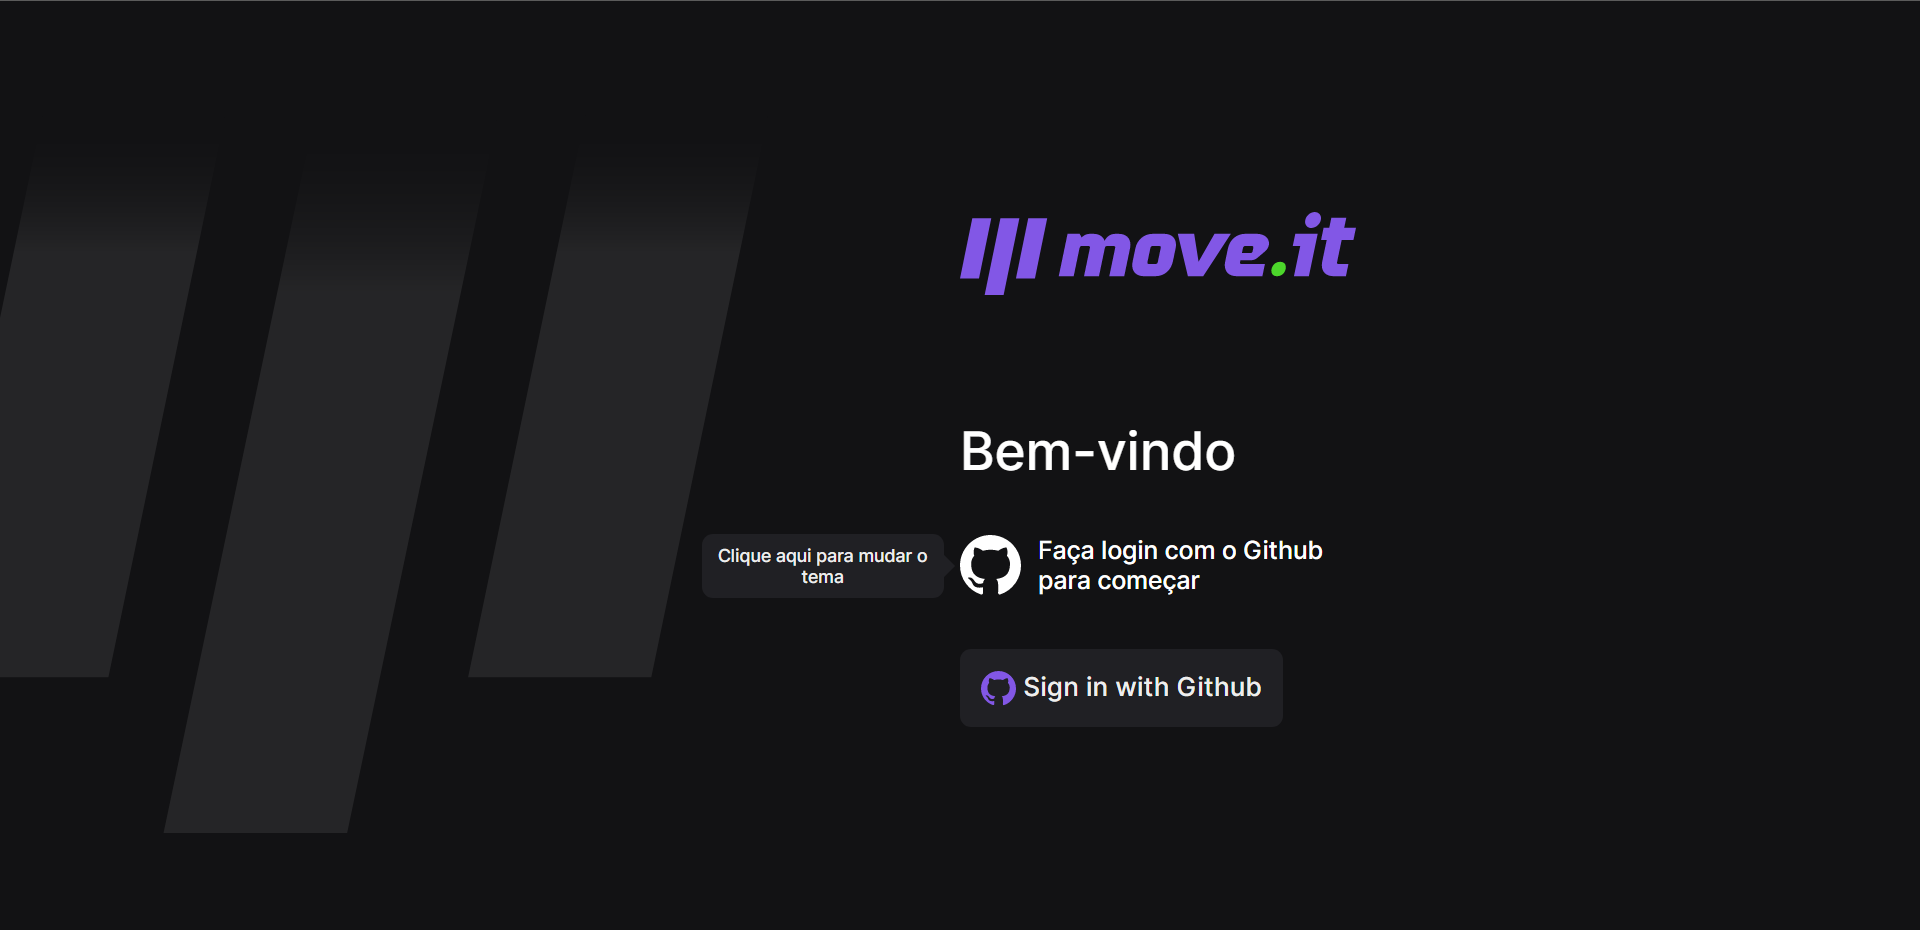 move.it
Bem-vindo
Clique aqui para mudar o
tema
Faça login com o Github
para começar
Sign in with Github